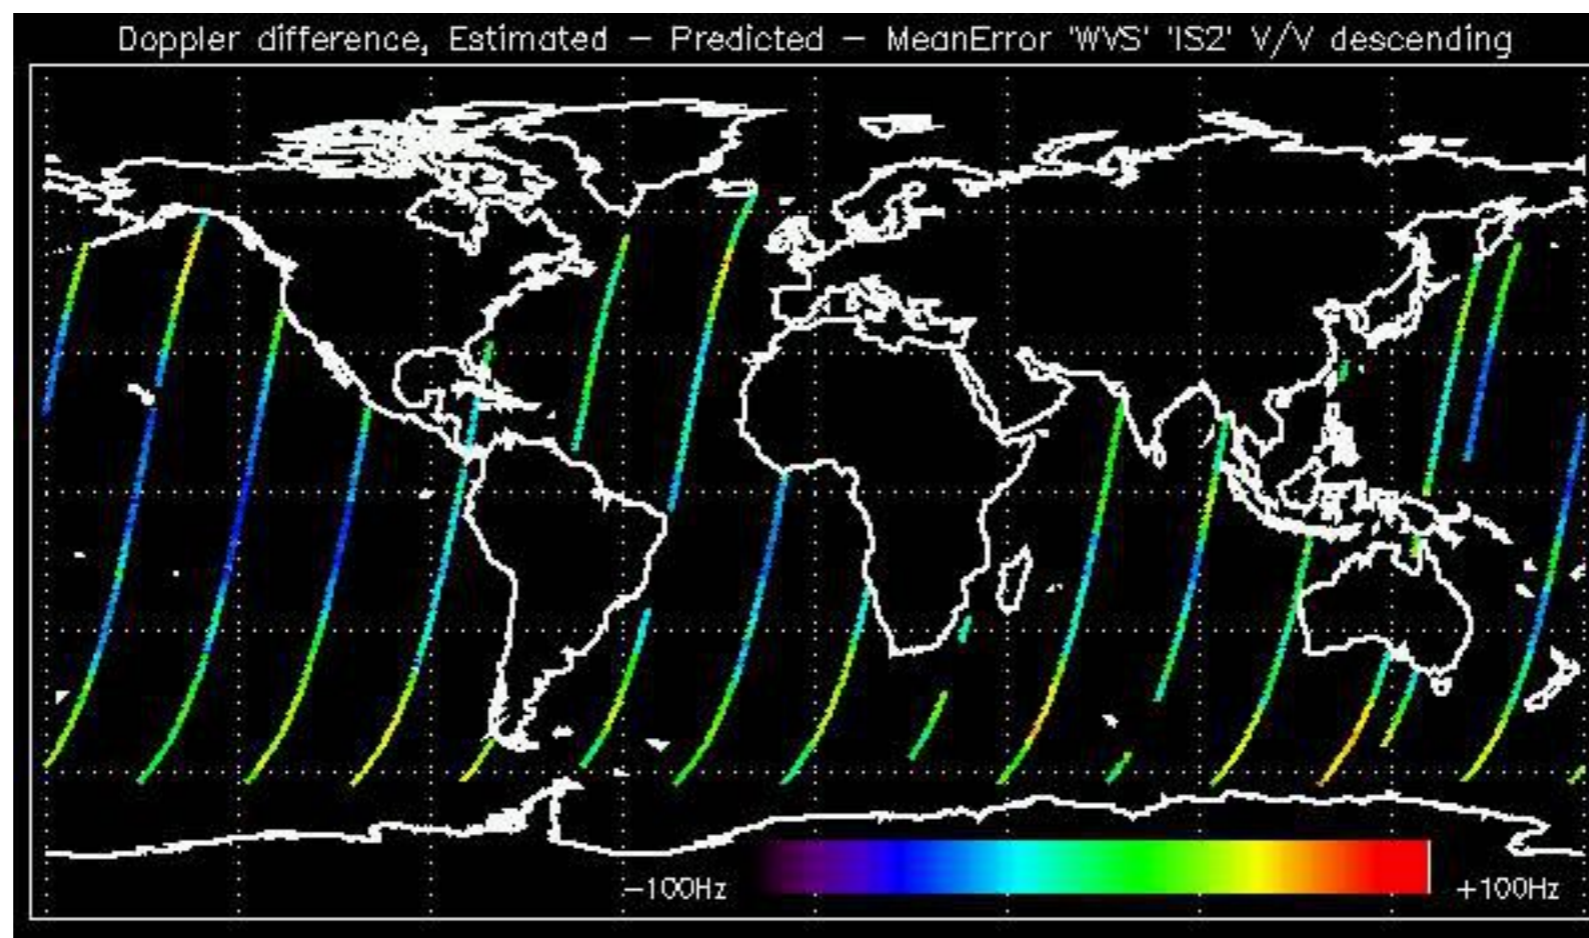 Doppler difference, Estimated - Predicted - MeanError 'WVS' 'IS2' V/V descending
-100Hz +100Hz